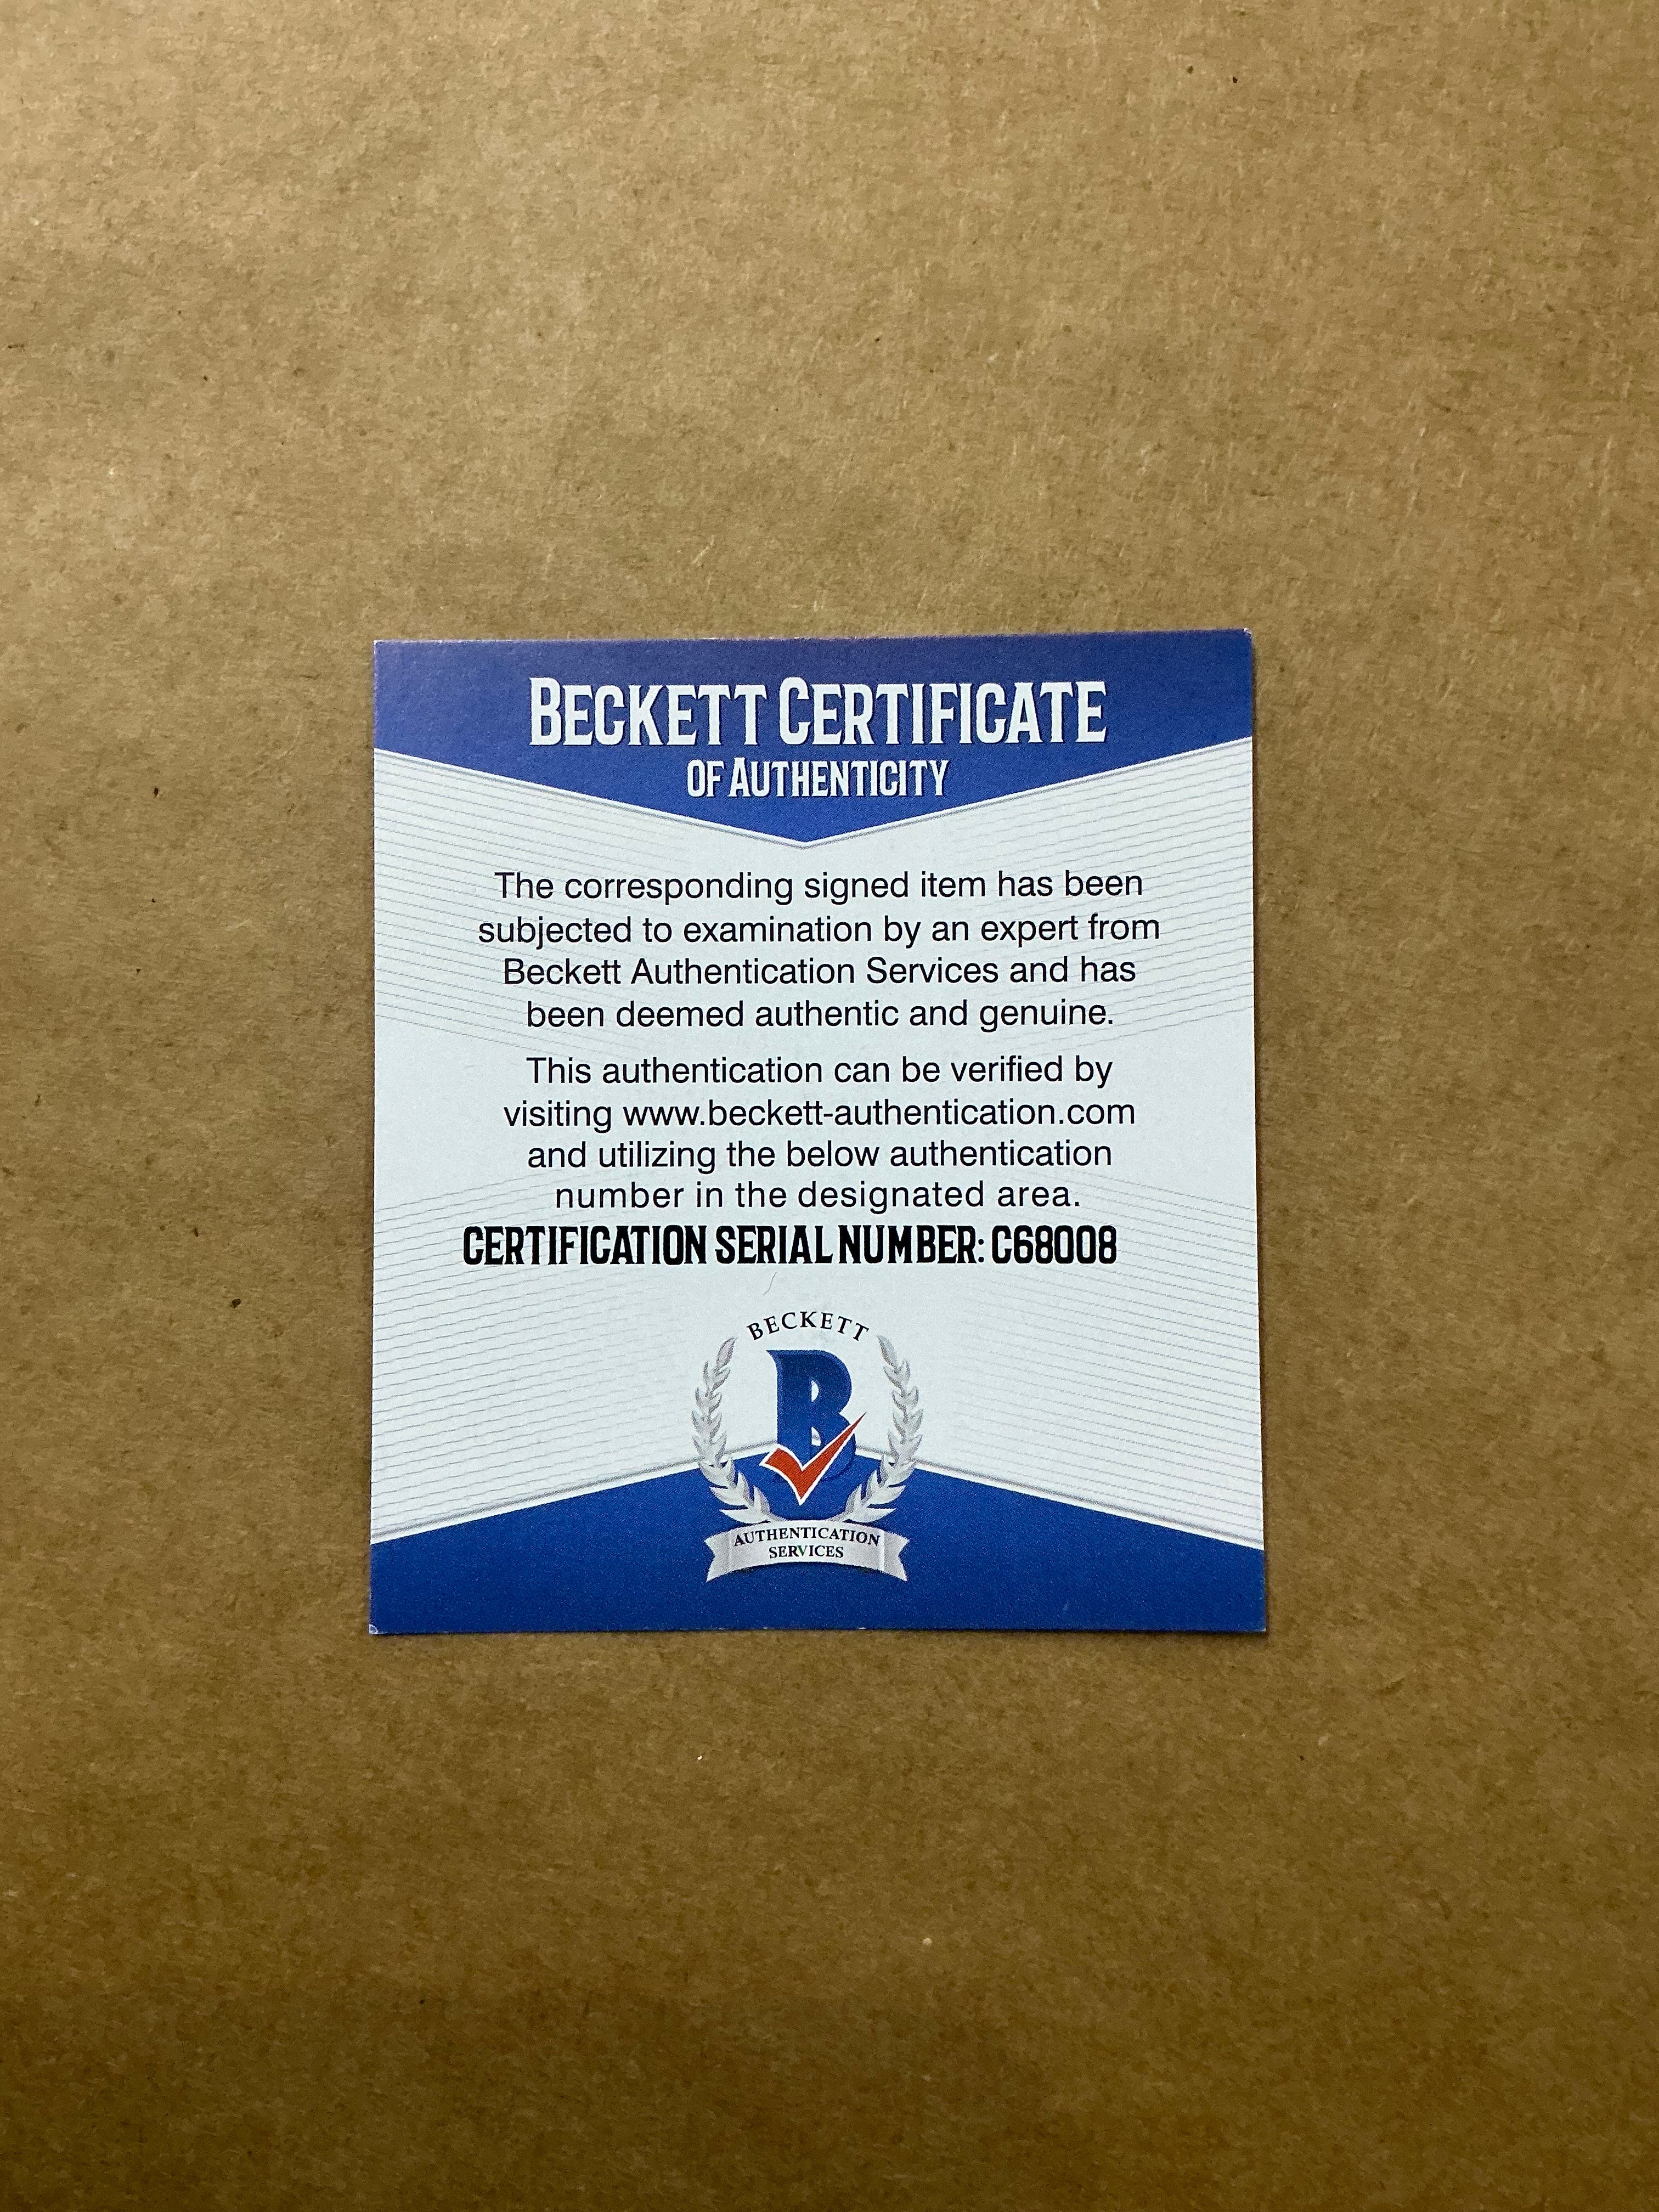 BECKETT CERTIFICATE
OF AUTHENTICITY
The corresponding signed item has been
subjected to examination by an expert from
Beckett Authentication Services and has
been deemed authentic and genuine.
This authentication can be verified by
visiting www.beckett-authentication.com
and utilizing the below authentication
number in the designated area.
CERTIFICATION SERIAL NUMBER: C68008
BECKETT
B
AUTHENTICATION
SERVICES